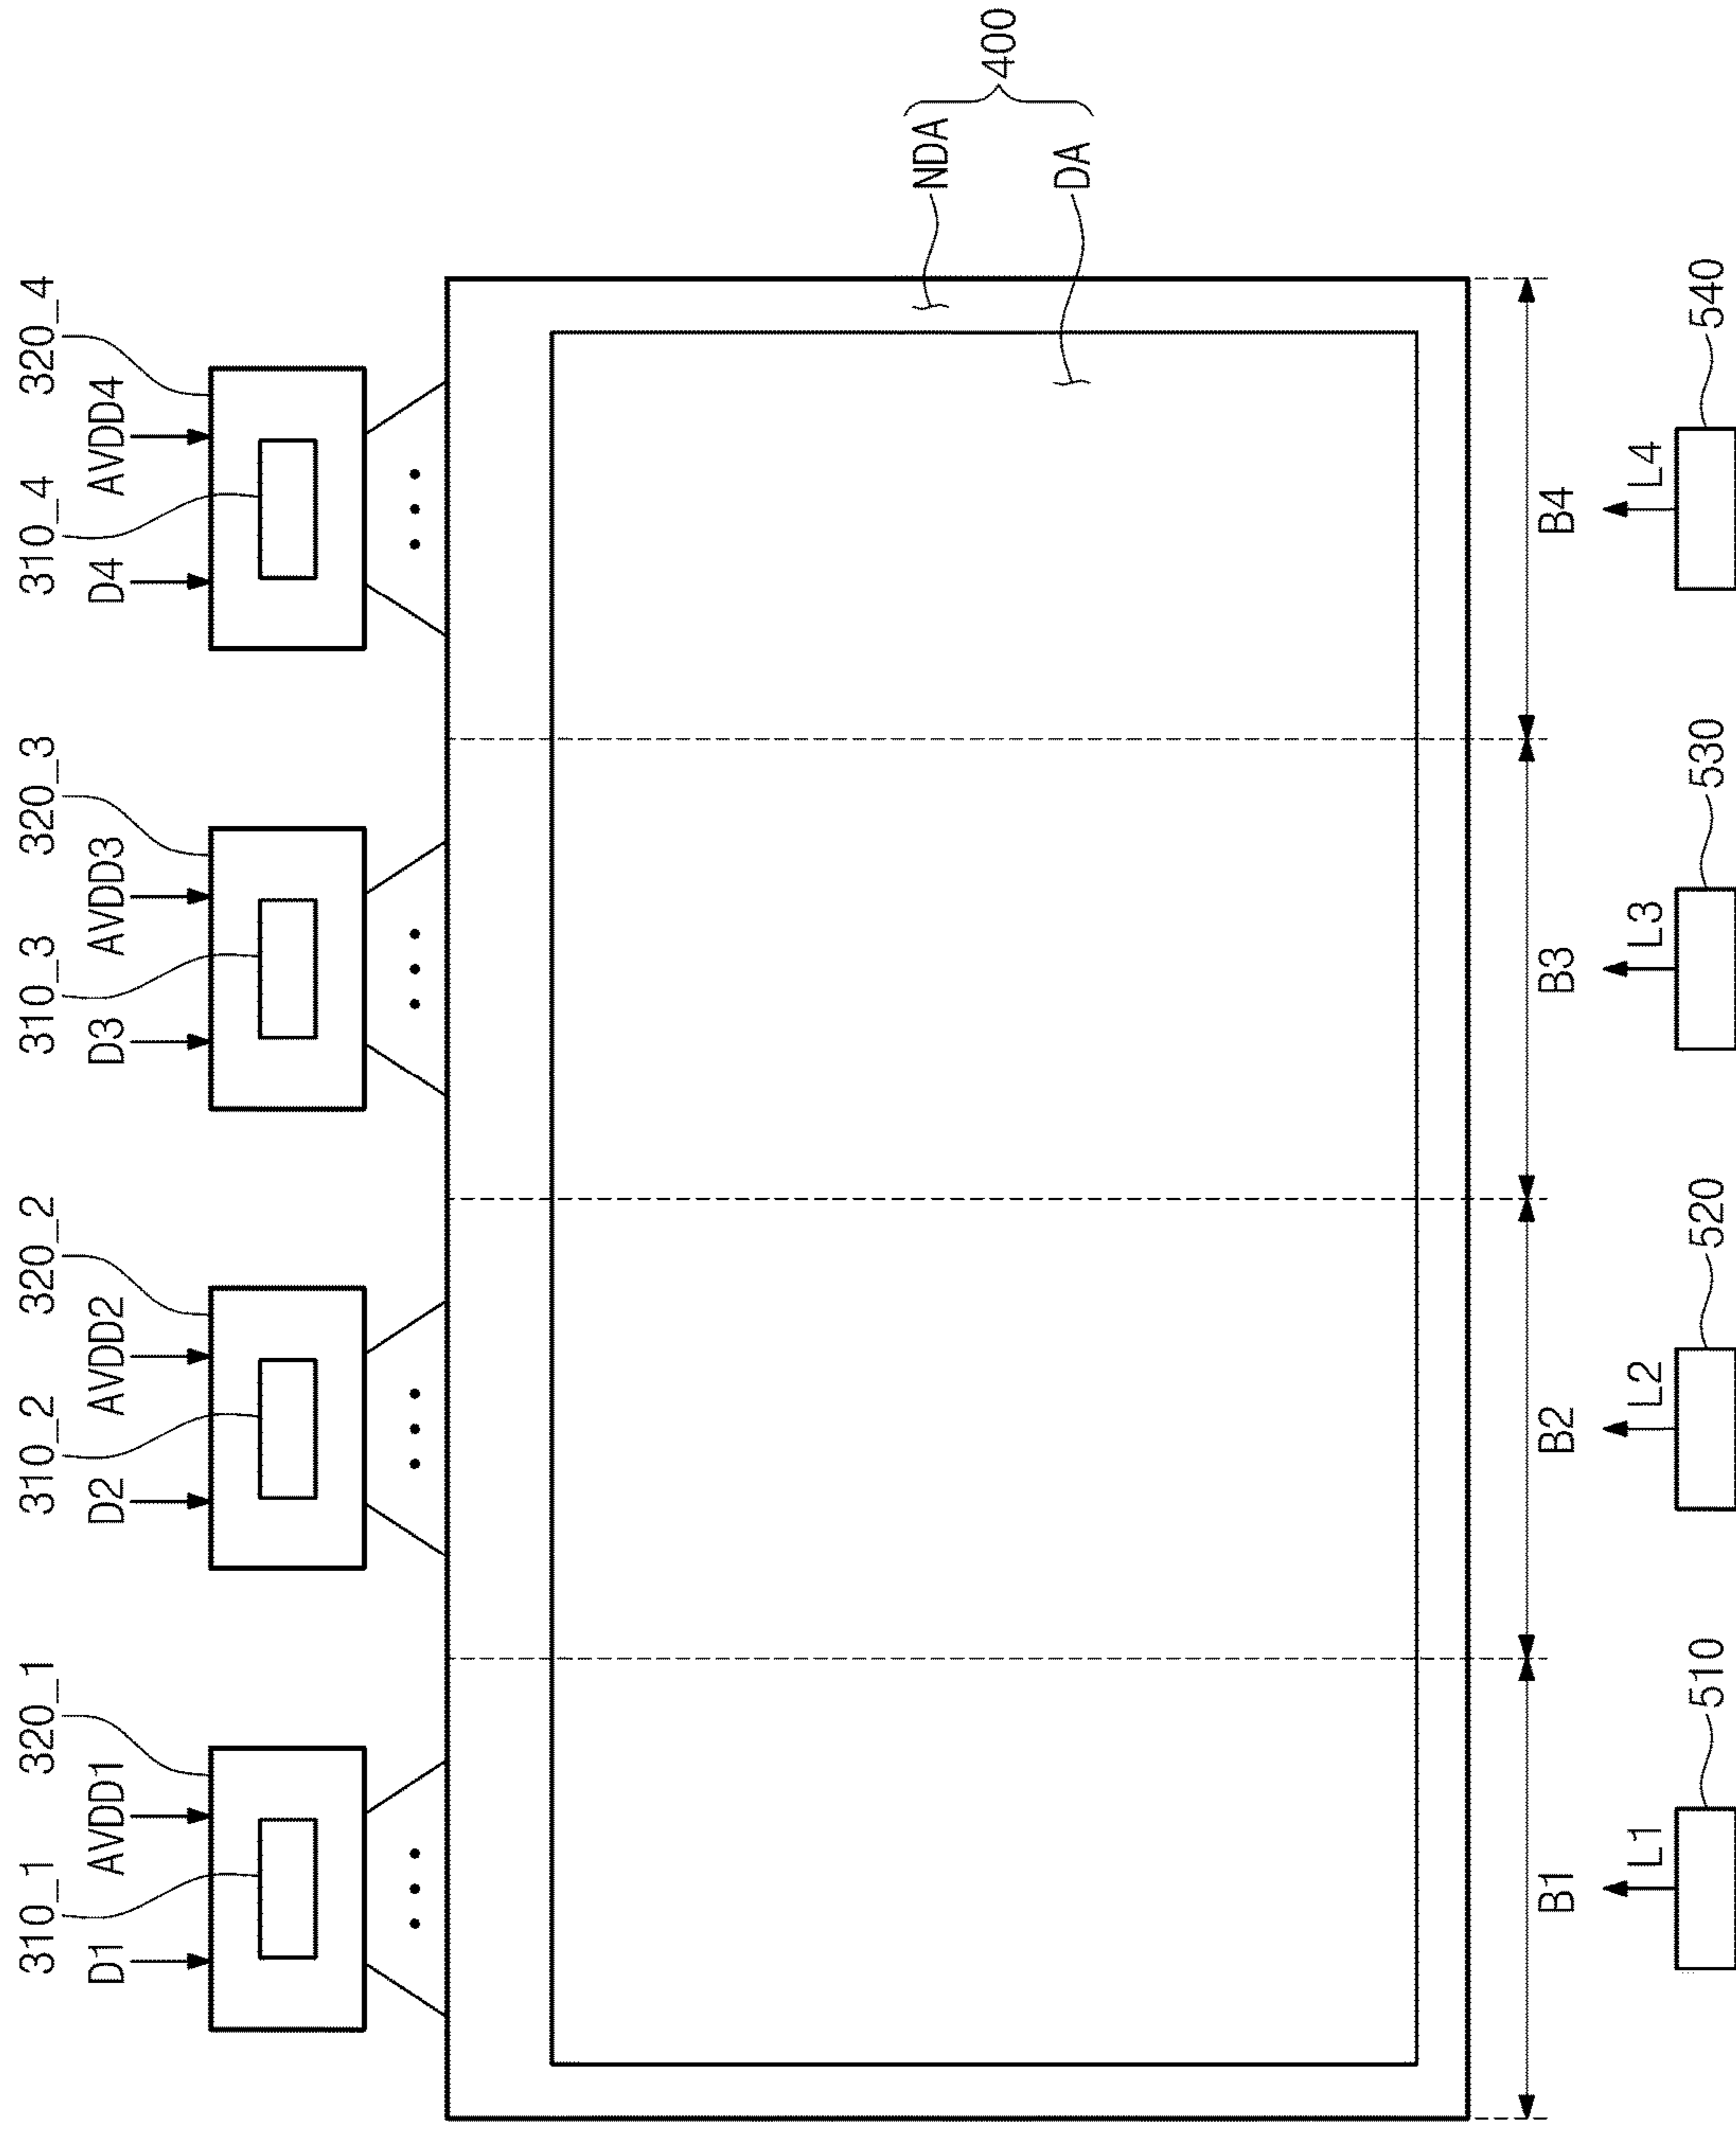 310_1 320_1 310_2 320_2 310_3 320_3 310_4 320_4
D1 AVDD1 D2 AVDD2 D3 AVDD3 D4 AVDD4
NDA
400
DA
B1 B2 B3 B4
L1 L2 L3 L4
510 520 530 540